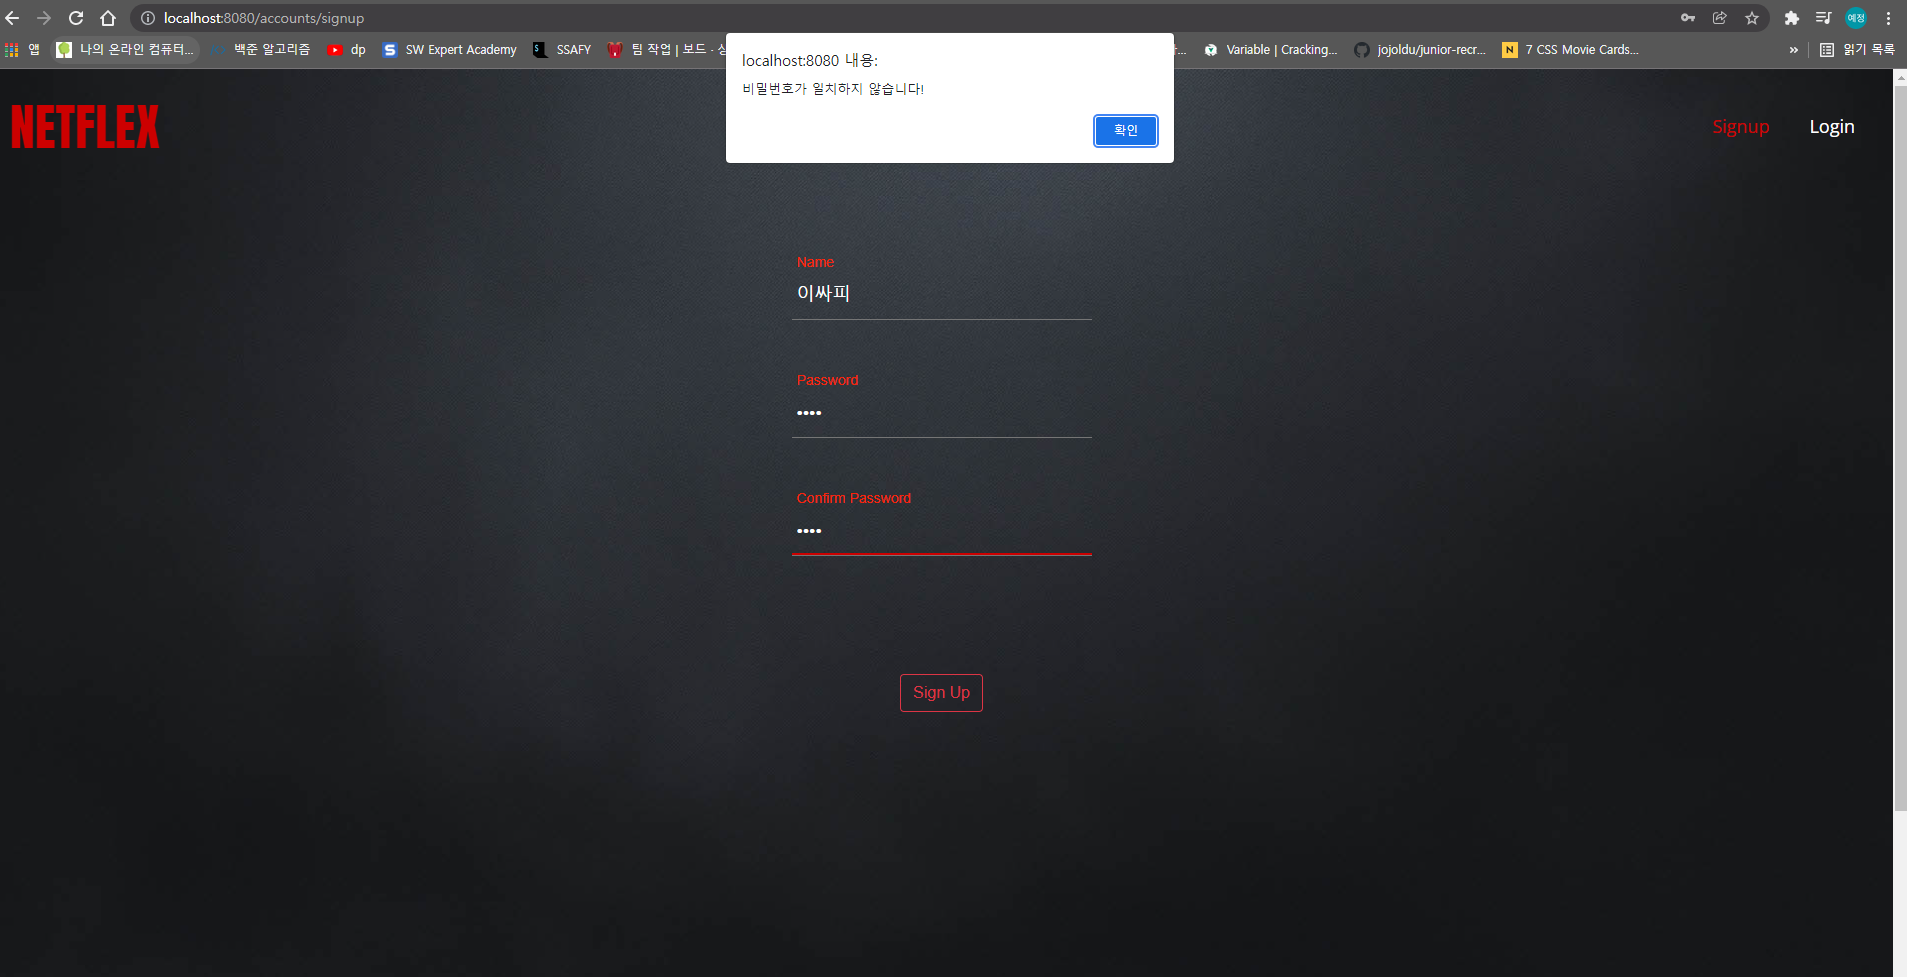 localhost:8080/accounts/signup
앱 나의 온라인 컴퓨터... 백준 알고리즘 dp SW Expert Academy SSAFY 팀 작업 | 보드 · 싱 ... Variable | Cracking... jojoldu/junior-recr... 7 CSS Movie Cards... » 읽기 목록
예정
localhost:8080 내용:
비밀번호가 일치하지 않습니다!
확인
NETFLEX
Signup Login
Name
이싸피
Password
••••
Confirm Password
••••
Sign Up